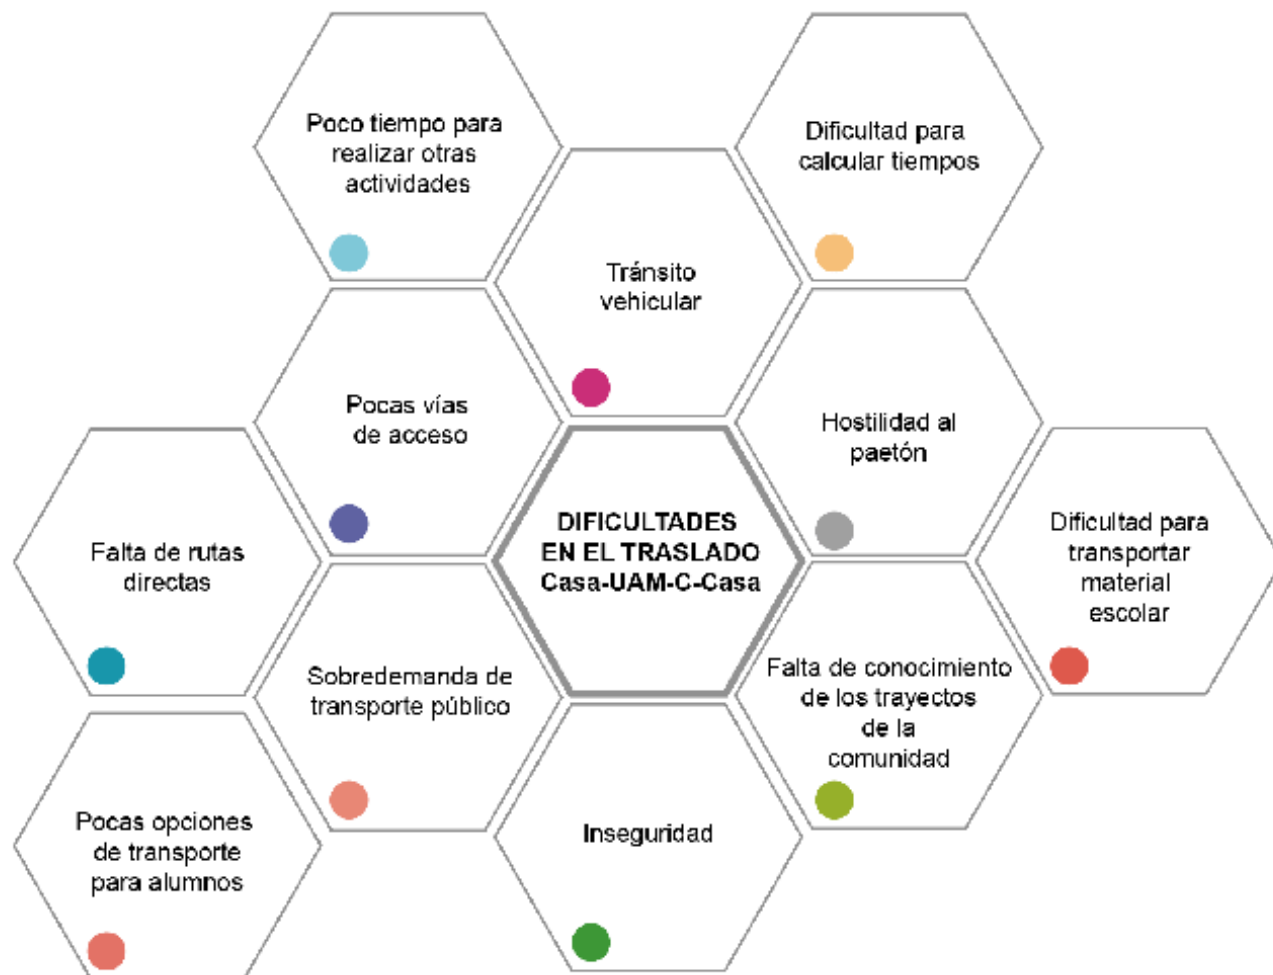 Poco tiempo para
realizar otras
actividades
Dificultad para
calcular tiempos
Tránsito
vehicular
Pocas vías
de acceso
Hostilidad al
paetón
DIFICULTADES
EN EL TRASLADO
Casa-UAM-C-Casa
Falta de rutas
directas
Dificultad para
transportar
material
escolar
Sobredemanda de
transporte público
Falta de conocimiento
de los trayectos
de la
comunidad
Pocas opciones
de transporte
para alumnos
Inseguridad